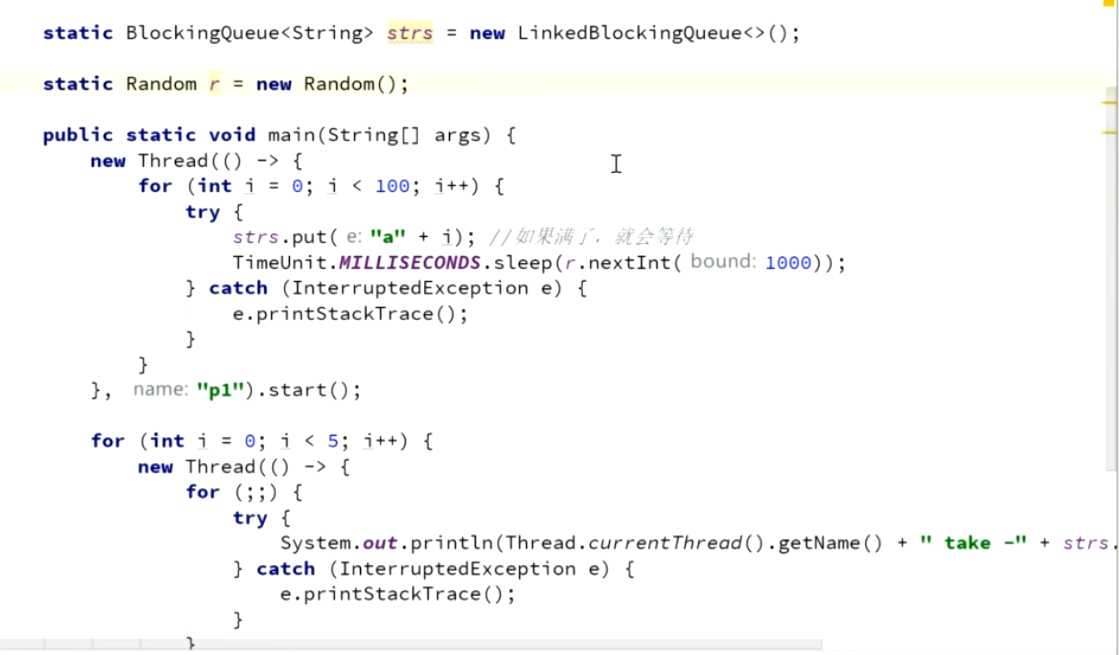 static BlockingQueue<String> strs = new LinkedBlockingQueue<>();
static Random r = new Random();
public static void main(String[] args) {
new Thread(() -> {
for (int i = 0; i < 100; i++) {
try {
strs.put( e: "a" + i); //如果满了，就会等待
TimeUnit.MILLISECONDS.sleep(r.nextInt( bound: 1000));
} catch (InterruptedException e) {
e.printStackTrace();
}
}
}, name: "p1").start();
for (int i = 0; i < 5; i++) {
new Thread(() -> {
for (;;) {
try {
System.out.println(Thread.currentThread().getName() + " take -" + strs.
} catch (InterruptedException e) {
e.printStackTrace();
}
}